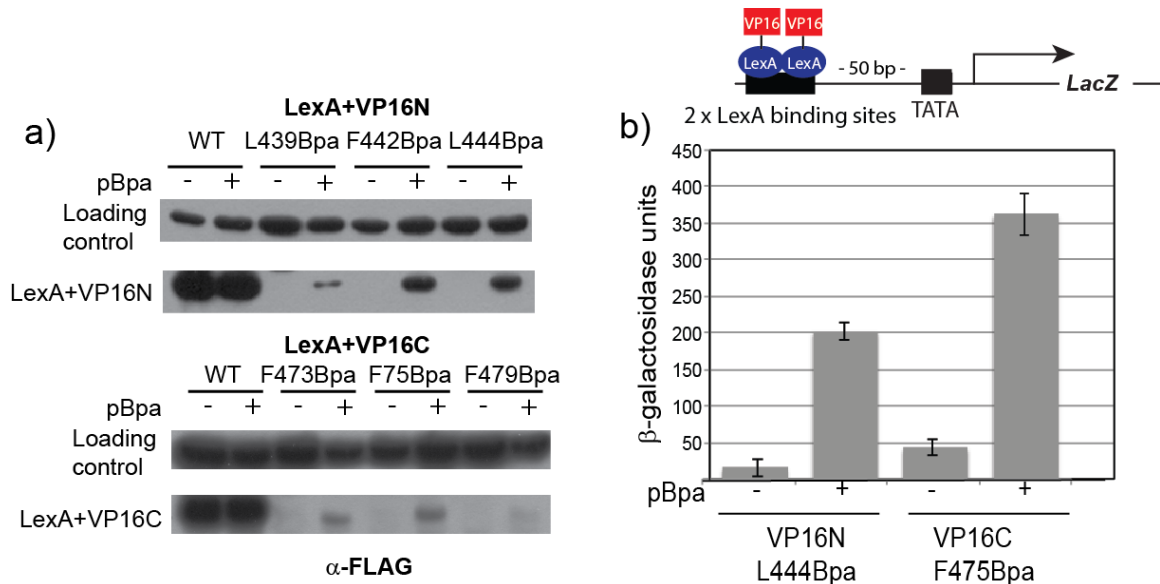 a)
LexA+VP16N
WT L439Bpa F442Bpa L444Bpa
pBpa - + - + - + - +
Loading
control
LexA+VP16N
LexA+VP16C
WT F473Bpa F75Bpa F479Bpa
pBpa - + - + - + - +
Loading
control
LexA+VP16C
α-FLAG
VP16 VP16
LexA LexA
- 50 bp -
LacZ
2 x LexA binding sites
TATA
b)
β-galactosidase units
450
400
350
300
250
200
150
100
50
pBpa - + - +
VP16N VP16C
L444Bpa F475Bpa